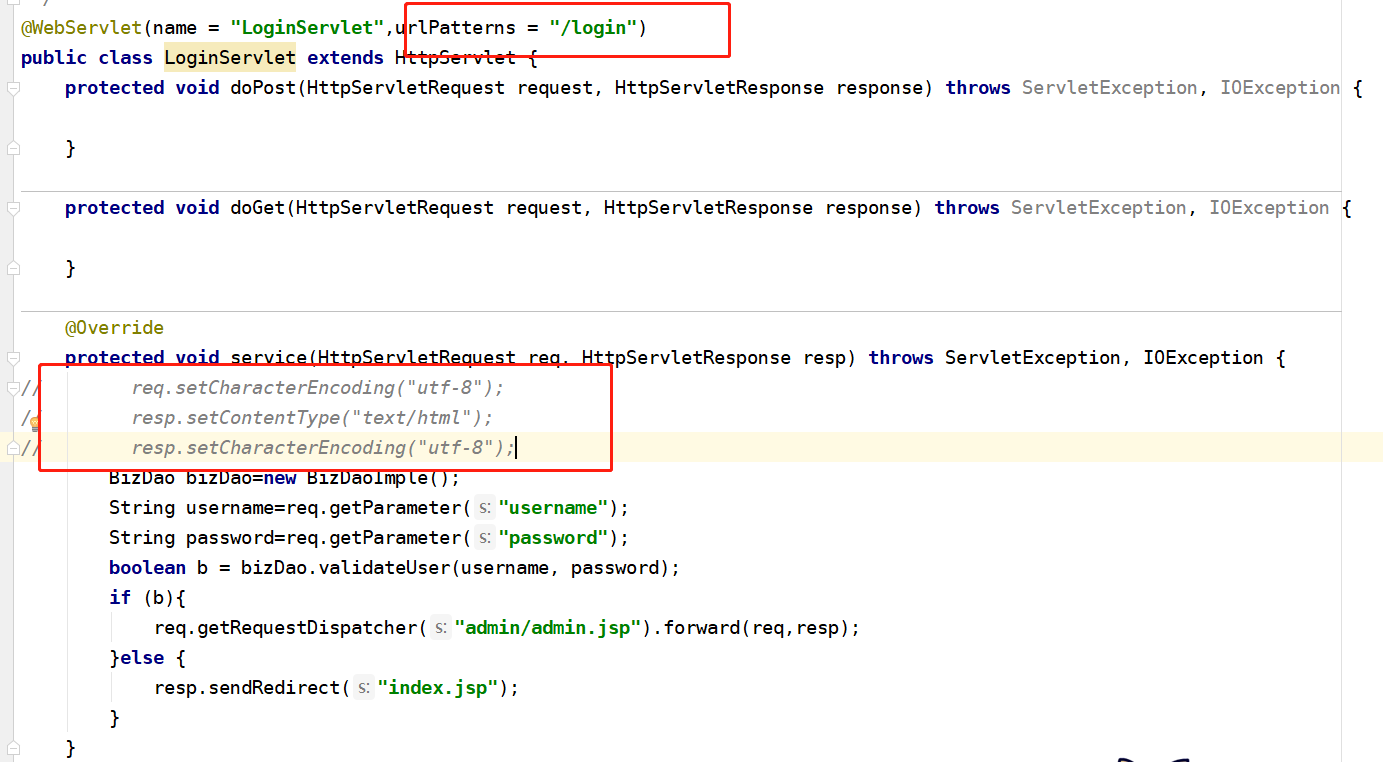 @WebServlet(name = "LoginServlet",urlPatterns = "/login")
public class LoginServlet extends HttpServlet {
protected void doPost(HttpServletRequest request, HttpServletResponse response) throws ServletException, IOException {
}
protected void doGet(HttpServletRequest request, HttpServletResponse response) throws ServletException, IOException {
}
@Override
protected void service(HttpServletRequest req, HttpServletResponse resp) throws ServletException, IOException {
// req.setCharacterEncoding("utf-8");
// resp.setContentType("text/html");
// resp.setCharacterEncoding("utf-8");
BizDao bizDao=new BizDaoImple();
String username=req.getParameter( s: "username");
String password=req.getParameter( s: "password");
boolean b = bizDao.validateUser(username, password);
if (b){
req.getRequestDispatcher( s: "admin/admin.jsp").forward(req,resp);
}else {
resp.sendRedirect( s: "index.jsp");
}
}